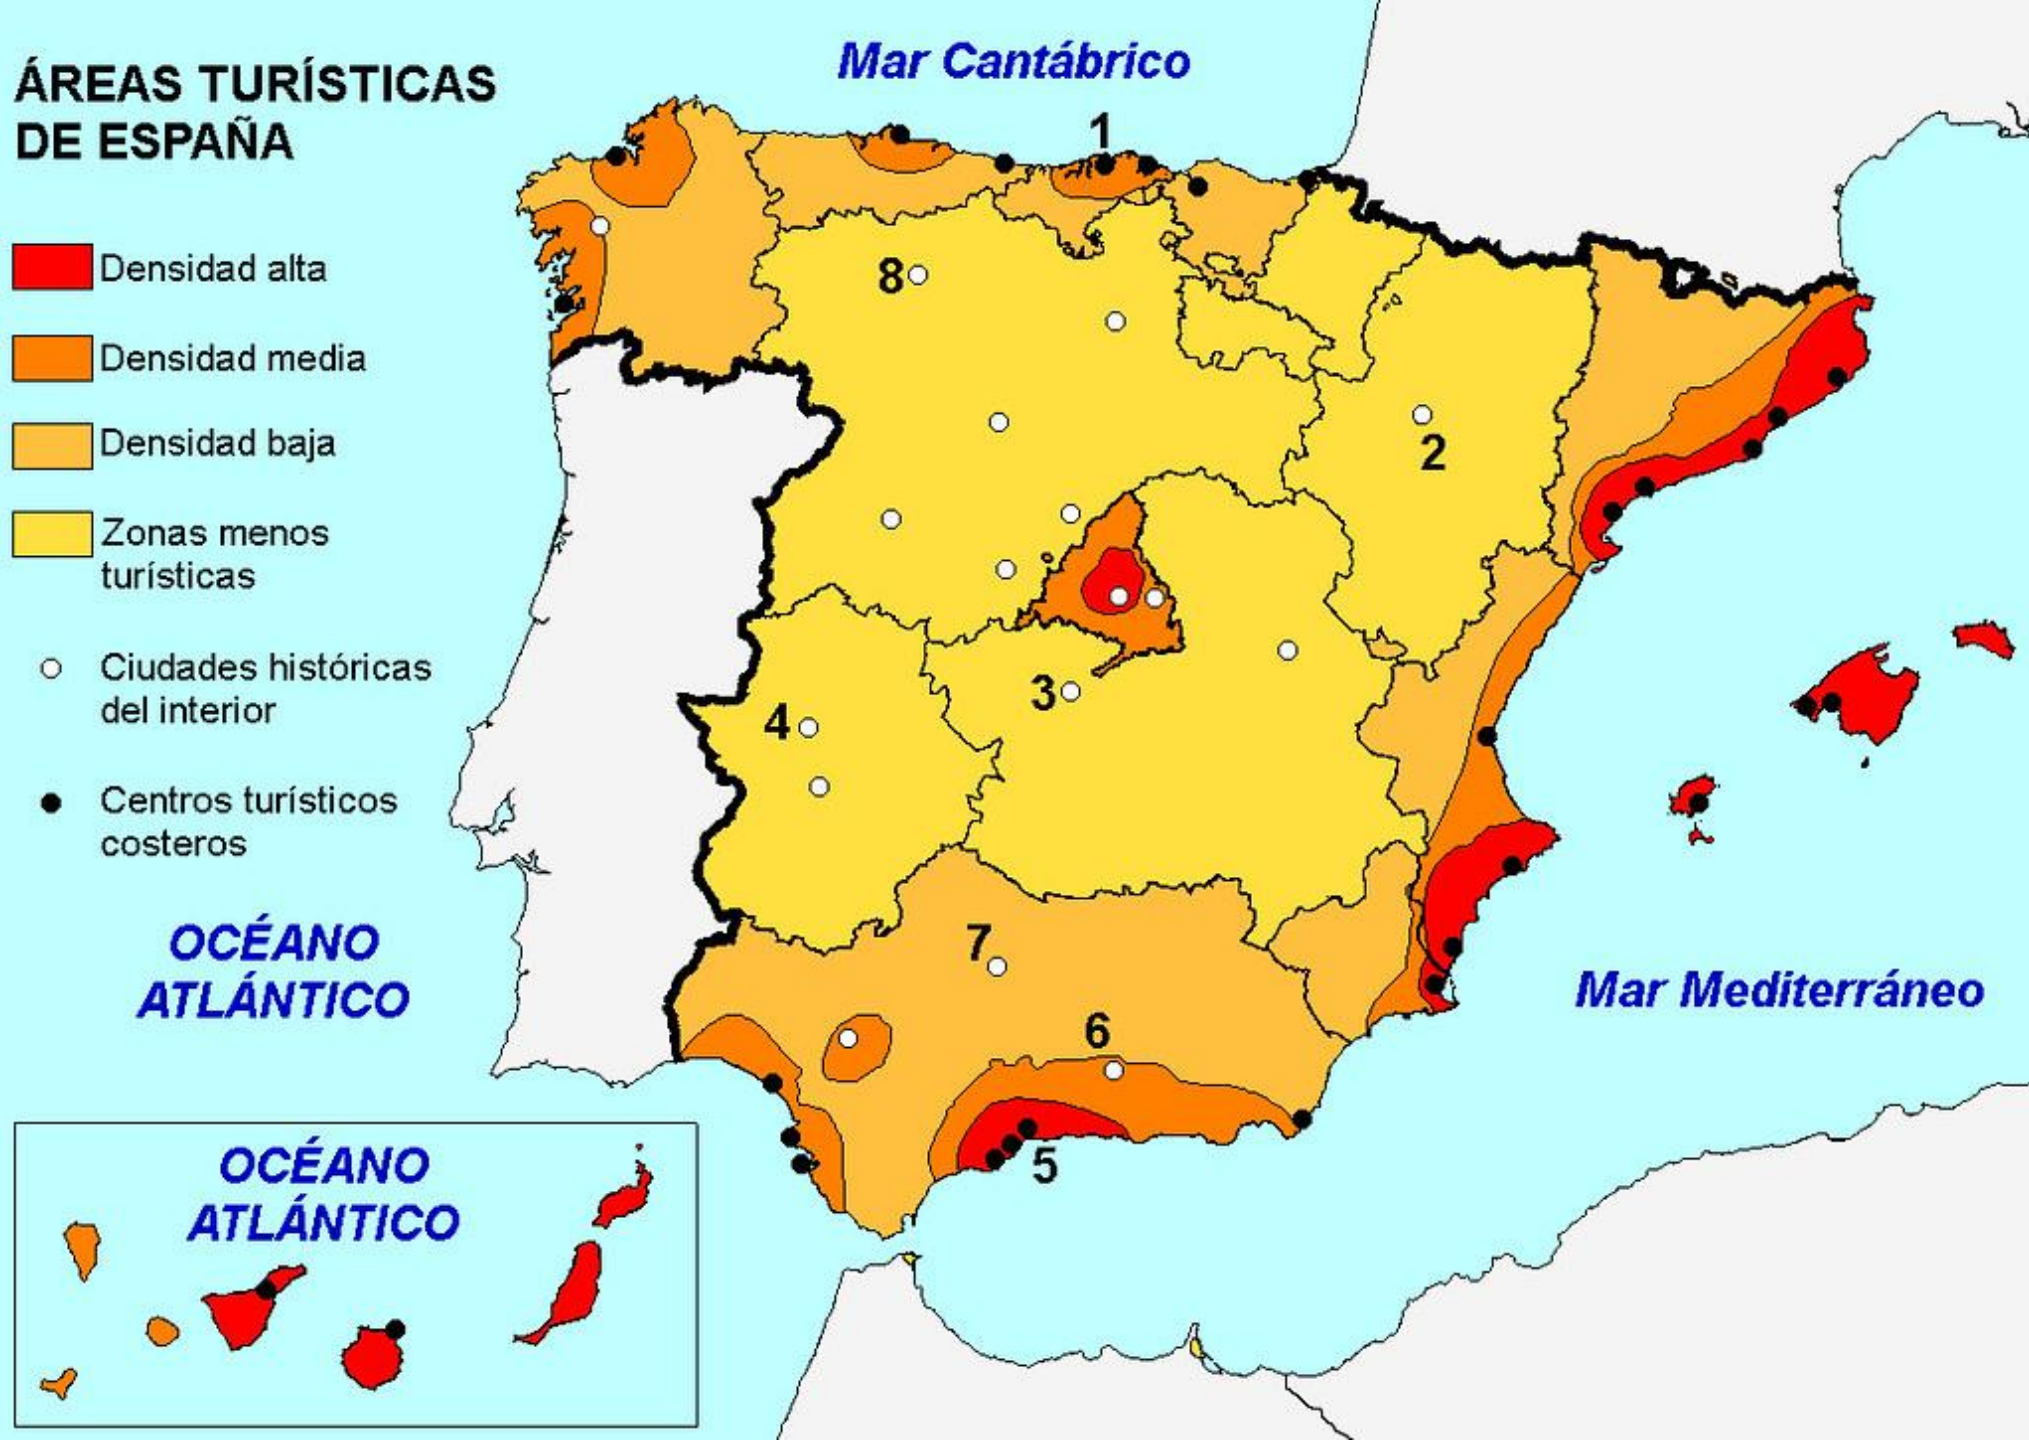 ÁREAS TURÍSTICAS
DE ESPAÑA
Densidad alta
Densidad media
Densidad baja
Zonas menos
turísticas
Ciudades históricas
del interior
Centros turísticos
costeros
Mar Cantábrico
1
8
2
3
4
7
6
5
OCÉANO
ATLÁNTICO
Mar Mediterráneo
OCÉANO
ATLÁNTICO